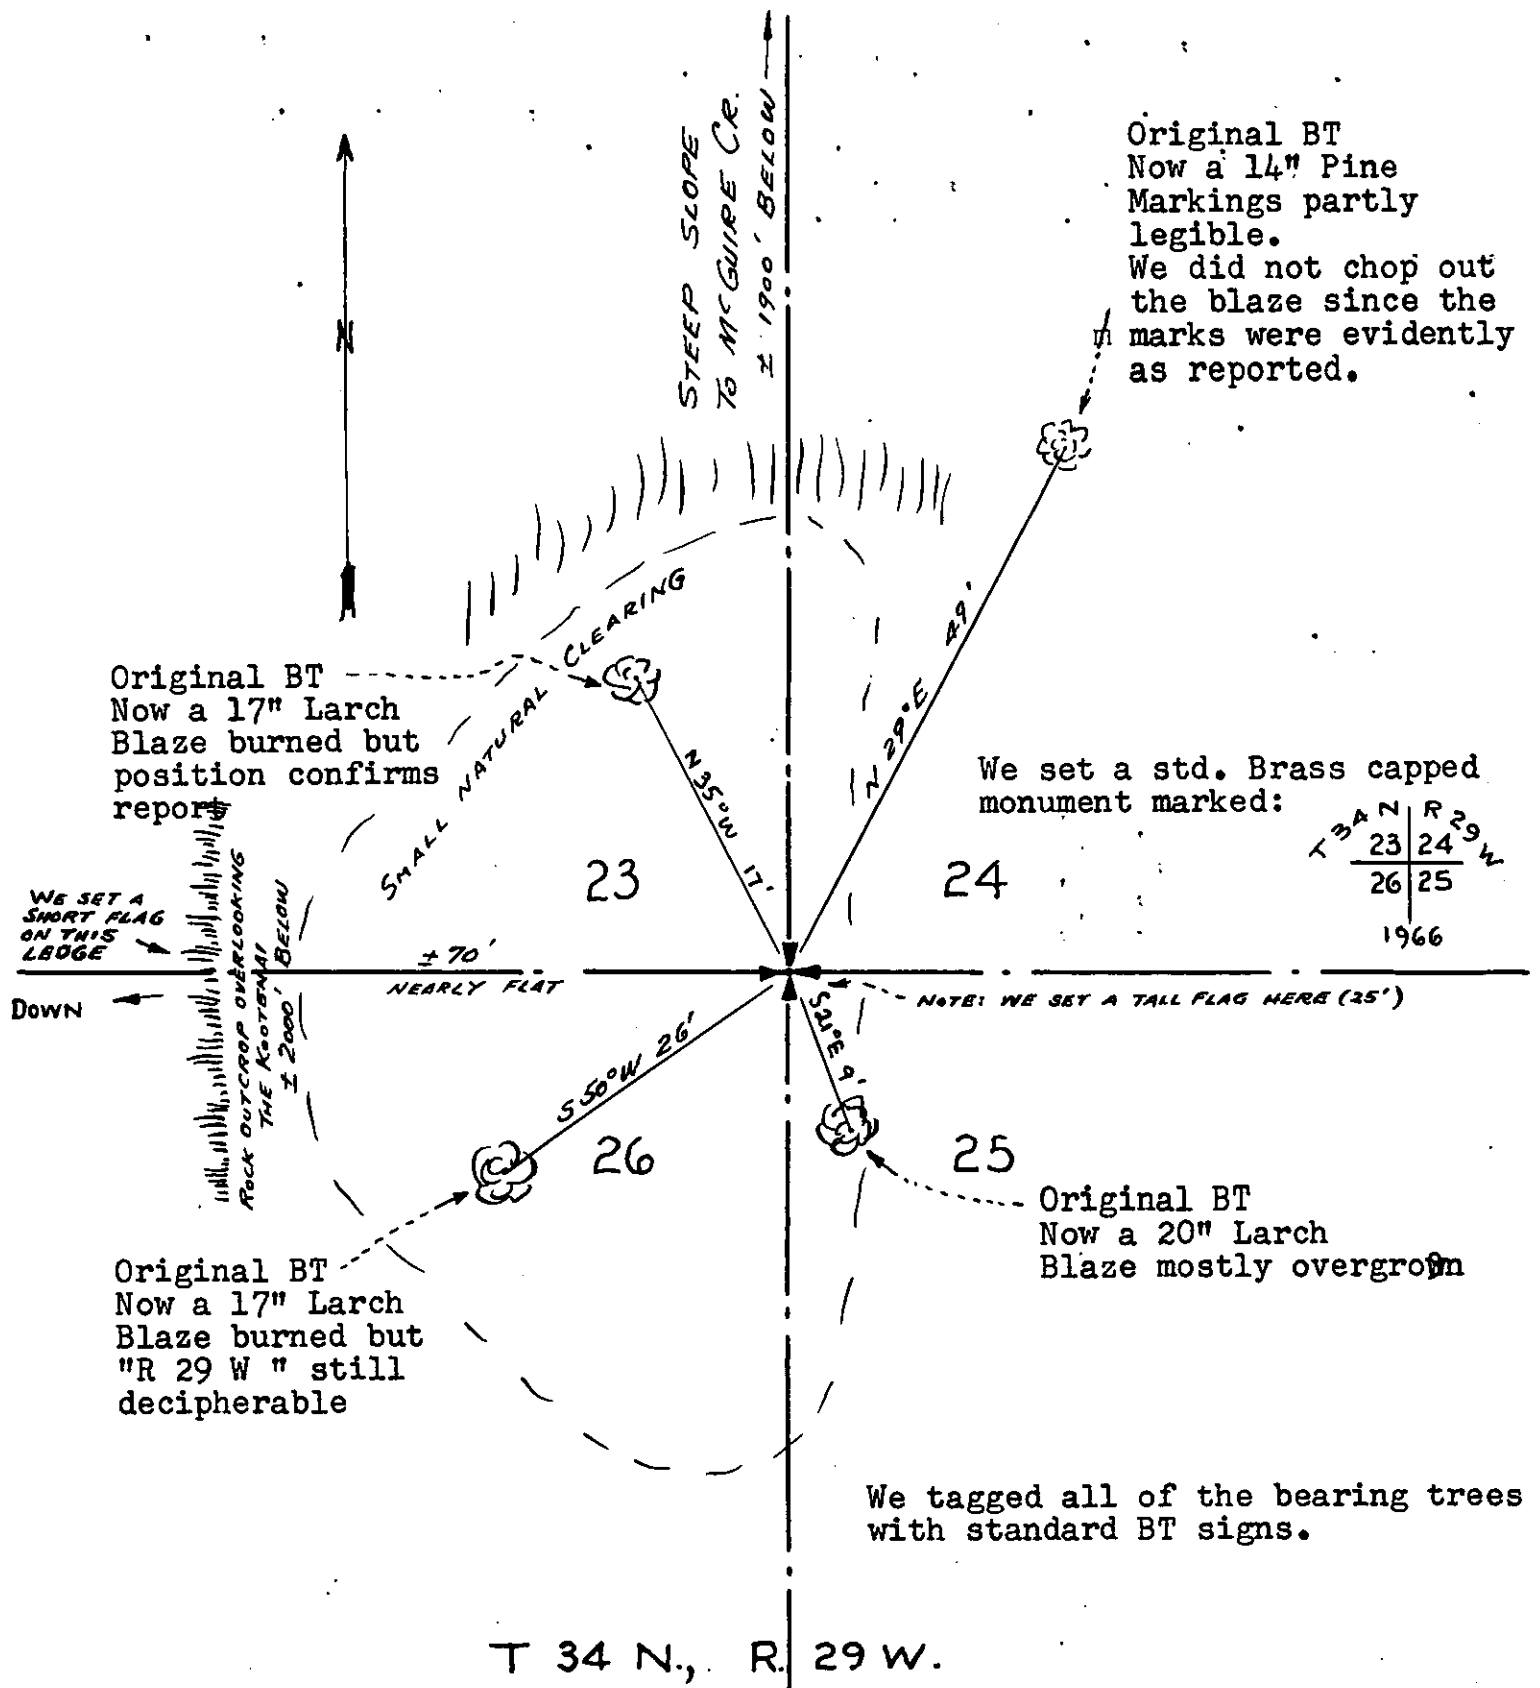 STEEP SLOPE
TO McGUIRE CR.
± 1900' BELOW
N
Original BT
Now a 14" Pine
Markings partly
legible.
We did not chop out
the blaze since the
marks were evidently
as reported.
Original BT
Now a 17" Larch
Blaze burned but
position confirms
report
SMALL NATURAL CLEARING
N 35° W 17'
N 29° E 49'
We set a std. Brass capped
monument marked:
T 34 N R 29 W
23 24
26 25
1966
23
24
WE SET A
SHORT FLAG
ON THIS
LEDGE
ROCK OUTCROP OVERLOOKING
THE KOOTENAI
± 2000' BELOW
± 70'
NEARLY FLAT
DOWN
NOTE: WE SET A TALL FLAG HERE (25')
S 50° W 26'
S 21° E 9'
26
25
Original BT
Now a 20" Larch
Blaze mostly overgrown
Original BT
Now a 17" Larch
Blaze burned but
"R 29 W " still
decipherable
We tagged all of the bearing trees
with standard BT signs.
T 34 N., R. 29 W.